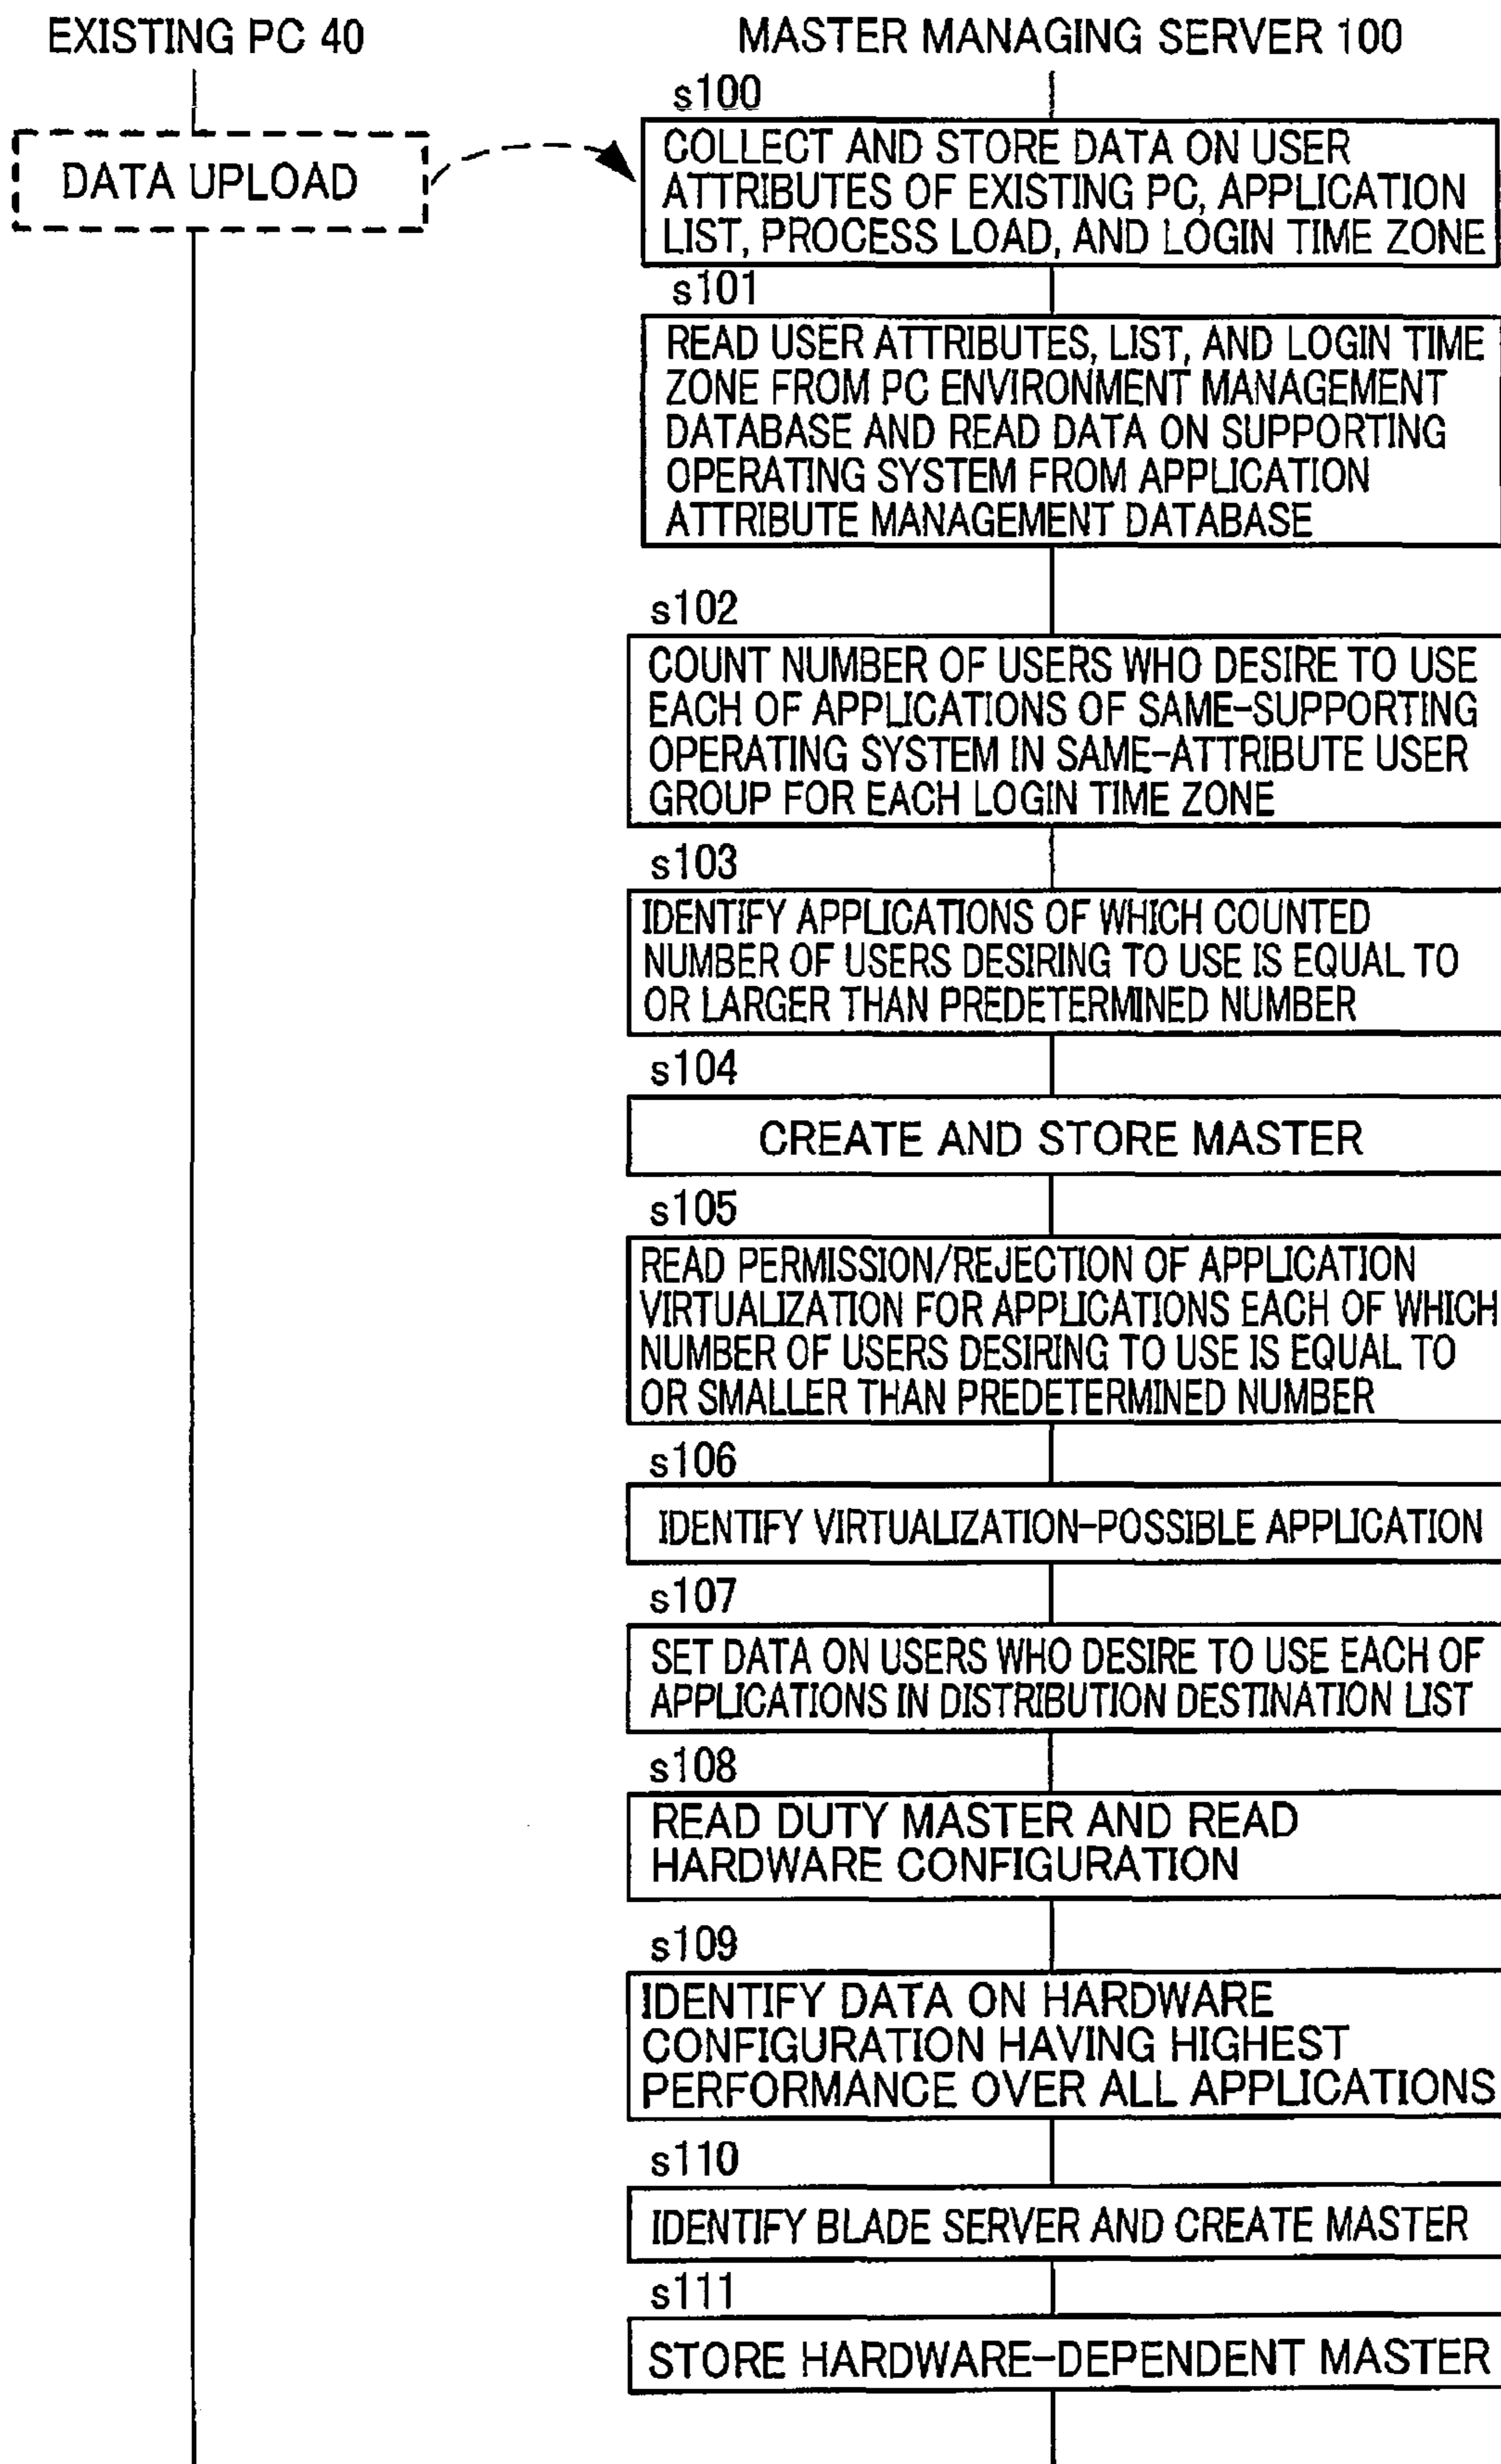 EXISTING PC 40
MASTER MANAGING SERVER 100
DATA UPLOAD
s100
COLLECT AND STORE DATA ON USER
ATTRIBUTES OF EXISTING PC, APPLICATION
LIST, PROCESS LOAD, AND LOGIN TIME ZONE
s101
READ USER ATTRIBUTES, LIST, AND LOGIN TIME
ZONE FROM PC ENVIRONMENT MANAGEMENT
DATABASE AND READ DATA ON SUPPORTING
OPERATING SYSTEM FROM APPLICATION
ATTRIBUTE MANAGEMENT DATABASE
s102
COUNT NUMBER OF USERS WHO DESIRE TO USE
EACH OF APPLICATIONS OF SAME-SUPPORTING
OPERATING SYSTEM IN SAME-ATTRIBUTE USER
GROUP FOR EACH LOGIN TIME ZONE
s103
IDENTIFY APPLICATIONS OF WHICH COUNTED
NUMBER OF USERS DESIRING TO USE IS EQUAL TO
OR LARGER THAN PREDETERMINED NUMBER
s104
CREATE AND STORE MASTER
s105
READ PERMISSION/REJECTION OF APPLICATION
VIRTUALIZATION FOR APPLICATIONS EACH OF WHICH
NUMBER OF USERS DESIRING TO USE IS EQUAL TO
OR SMALLER THAN PREDETERMINED NUMBER
s106
IDENTIFY VIRTUALIZATION-POSSIBLE APPLICATION
s107
SET DATA ON USERS WHO DESIRE TO USE EACH OF
APPLICATIONS IN DISTRIBUTION DESTINATION LIST
s108
READ DUTY MASTER AND READ
HARDWARE CONFIGURATION
s109
IDENTIFY DATA ON HARDWARE
CONFIGURATION HAVING HIGHEST
PERFORMANCE OVER ALL APPLICATIONS
s110
IDENTIFY BLADE SERVER AND CREATE MASTER
s111
STORE HARDWARE-DEPENDENT MASTER